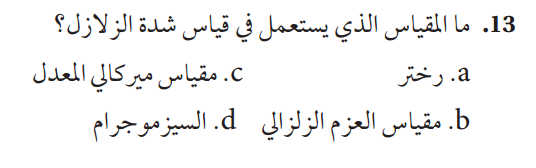 13. ما المقياس الذي يستعمل في قياس شدة الزلازل؟
a. رختر c. مقياس ميركالي المعدل
b. مقياس العزم الزلزالي d. السيزموجرام